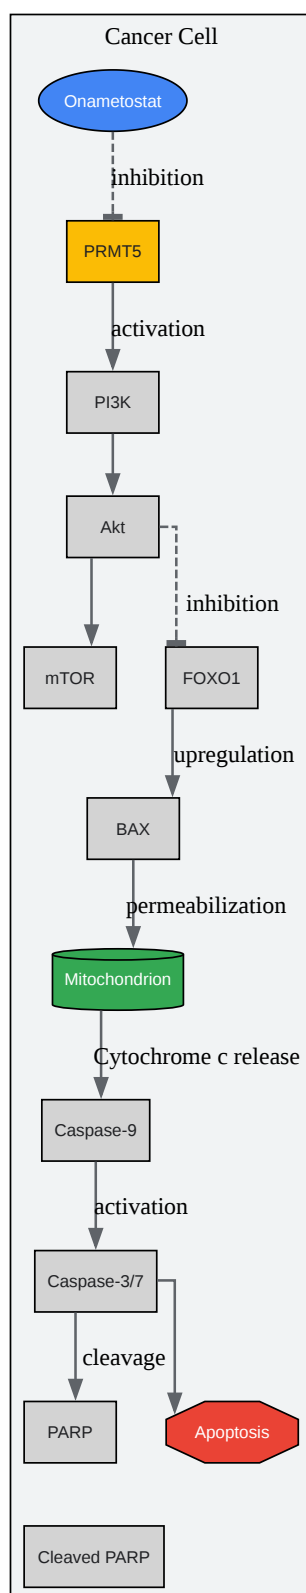 Cancer Cell
Onametostat
inhibition
PRMT5
activation
PI3K
Akt
inhibition
mTOR
FOXO1
upregulation
BAX
permeabilization
Mitochondrion
Cytochrome c release
Caspase-9
activation
Caspase-3/7
cleavage
PARP
Apoptosis
Cleaved PARP